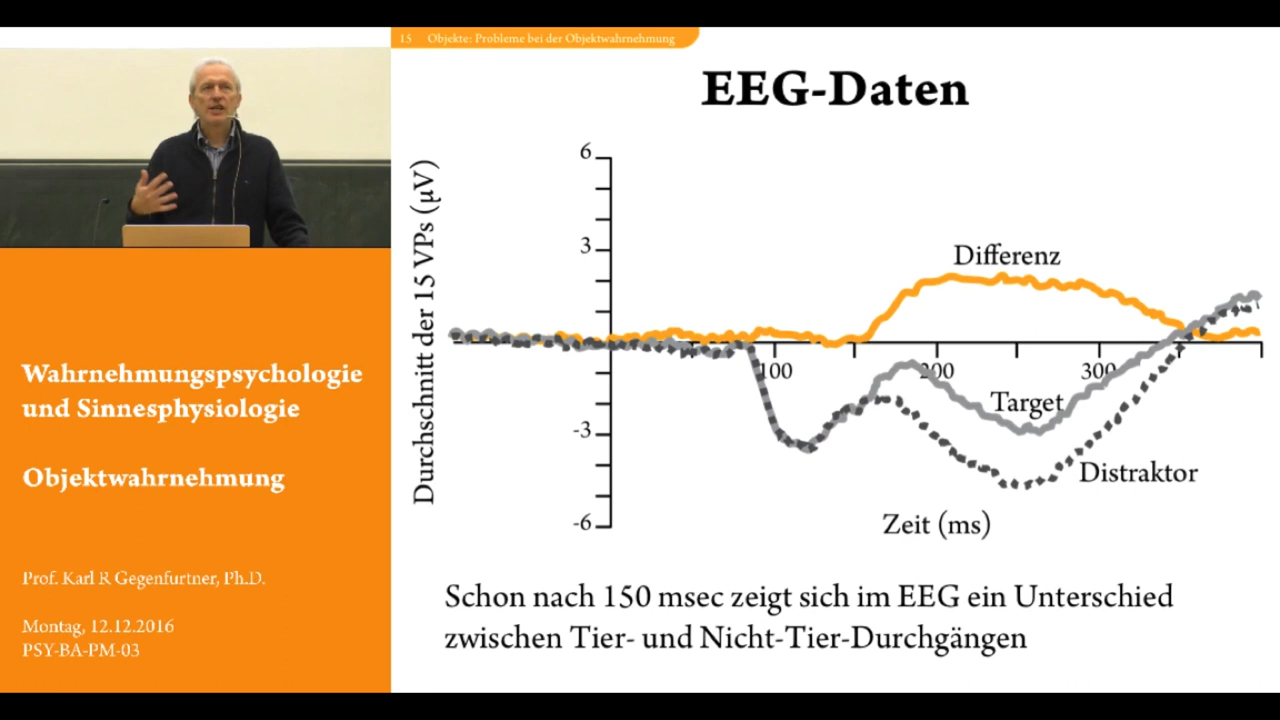 15 Objekte: Probleme bei der Objektwahrnehmung
EEG-Daten
Durchschnitt der 15 VPs (µV)
6
3
-3
-6
100
200
300
Differenz
Target
Distraktor
Zeit (ms)
Schon nach 150 msec zeigt sich im EEG ein Unterschied
zwischen Tier- und Nicht-Tier-Durchgängen
Wahrnehmungspsychologie
und Sinnesphysiologie
Objektwahrnehmung
Prof. Karl R Gegenfurtner, Ph.D.
Montag, 12.12.2016
PSY-BA-PM-03